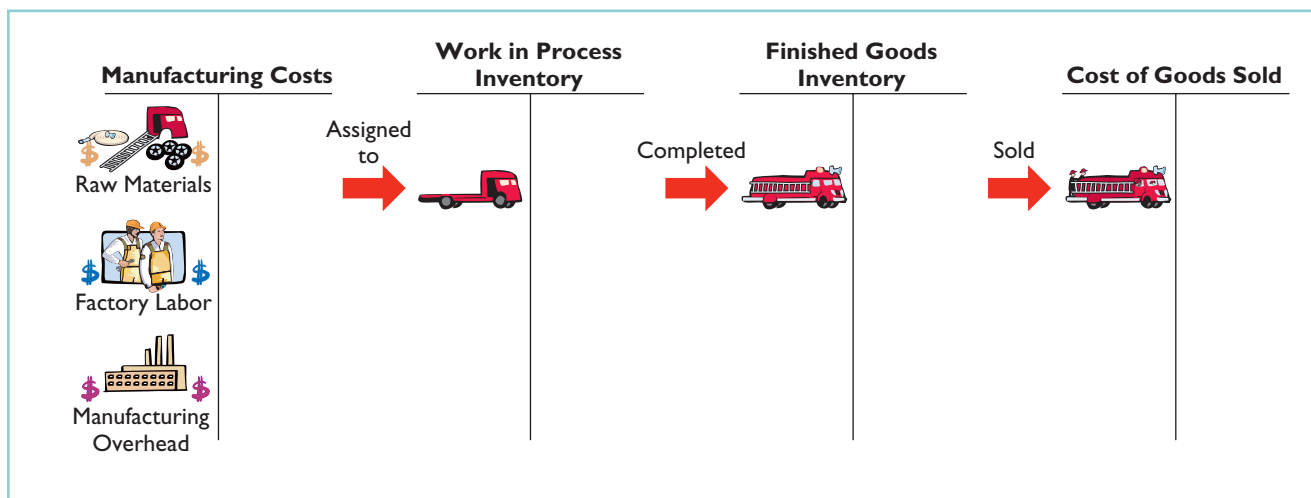 Manufacturing Costs
Work in Process
Inventory
Finished Goods
Inventory
Cost of Goods Sold
Raw Materials
Assigned
to
Completed
Sold
Factory Labor
Manufacturing
Overhead